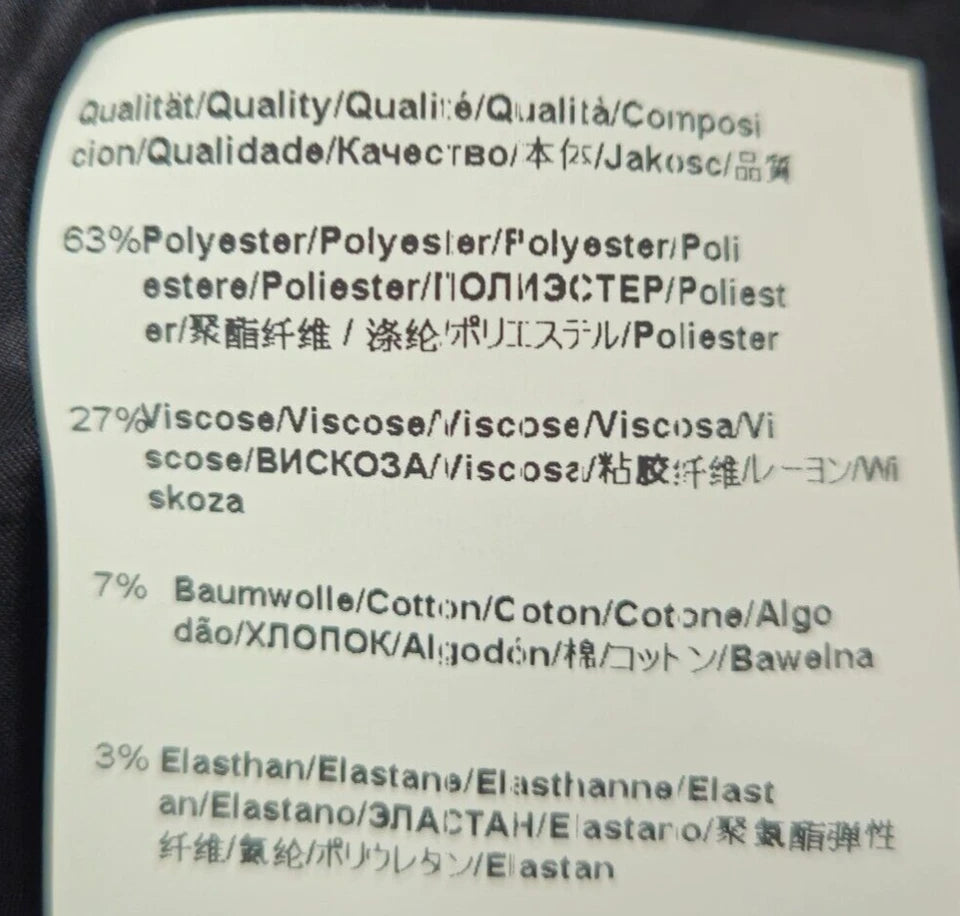 Qualität/Quality/Qualité/Qualità/Composi
cion/Qualidade/Качество/本体/Jakosc/品質
63%Polyester/Polyester/Polyester/Poli
estere/Poliester/ПОЛИЭСТЕР/Poliest
er/聚酯纤维 / 涤纶/ポリエステル/Poliester
27%Viscose/Viscose/Viscose/Viscosa/Vi
scose/ВИСКОЗА/Viscosa/粘胶纤维/レーヨン/Wi
skoza
7% Baumwolle/Cotton/Coton/Cotone/Algo
dão/ХЛОПОК/Algodón/棉/コットン/Bawelna
3% Elasthan/Elastane/Elasthanne/Elast
an/Elastano/ЭЛАСТАН/Elastano/聚氨酯弹性
纤维/氨纶/ポリウレタン/Elastan